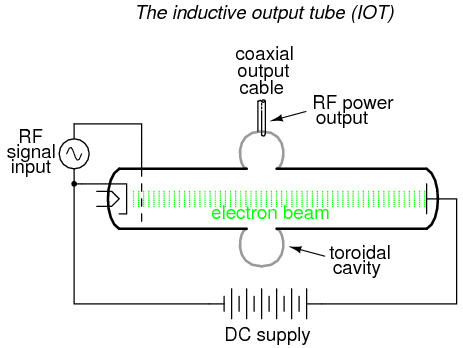 The inductive output tube (IOT)
coaxial
output
cable
RF power
output
RF
signal
input
electron beam
toroidal
cavity
DC supply